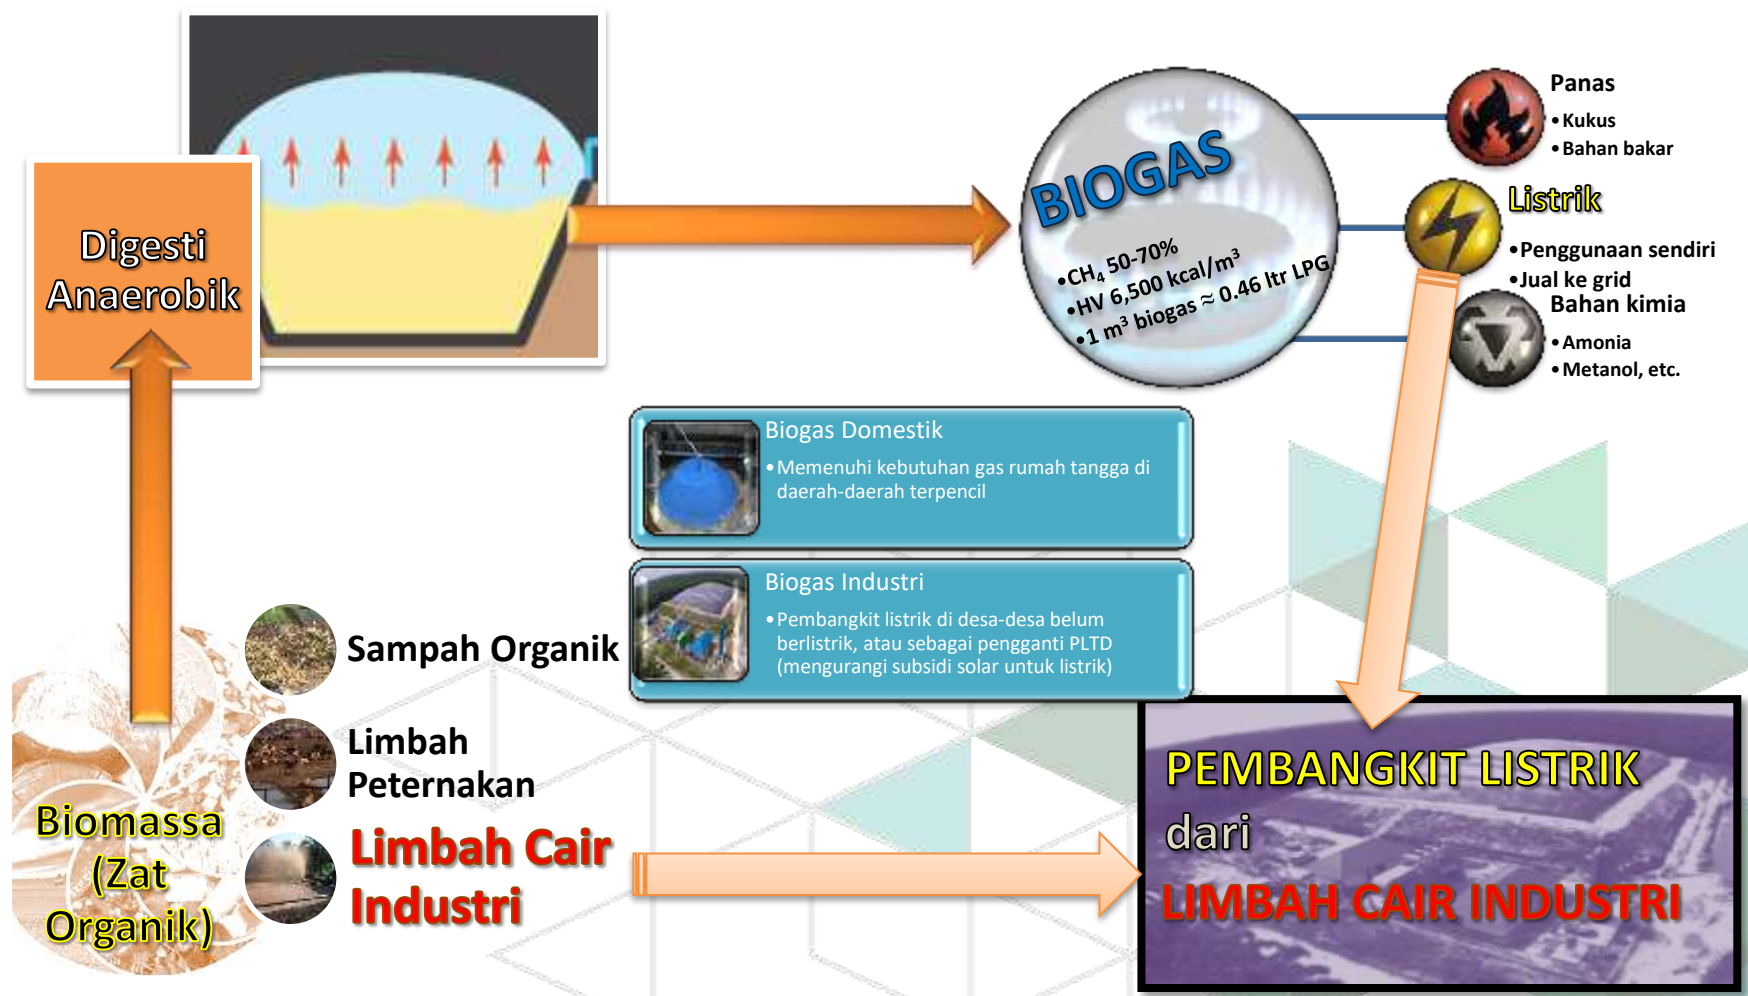 Digesti
Anaerobik
BIOGAS
•CH₄ 50-70%
•HV 6,500 kcal/m³
•1 m³ biogas ≈ 0.46 ltr LPG
Panas
•Kukus
•Bahan bakar
Listrik
•Penggunaan sendiri
•Jual ke grid
Bahan kimia
•Amonia
•Metanol, etc.
Biogas Domestik
•Memenuhi kebutuhan gas rumah tangga di
daerah-daerah terpencil
Biogas Industri
•Pembangkit listrik di desa-desa belum
berlistrik, atau sebagai pengganti PLTD
(mengurangi subsidi solar untuk listrik)
Biomassa
(Zat
Organik)
Sampah Organik
Limbah
Peternakan
Limbah Cair
Industri
PEMBANGKIT LISTRIK
dari
LIMBAH CAIR INDUSTRI